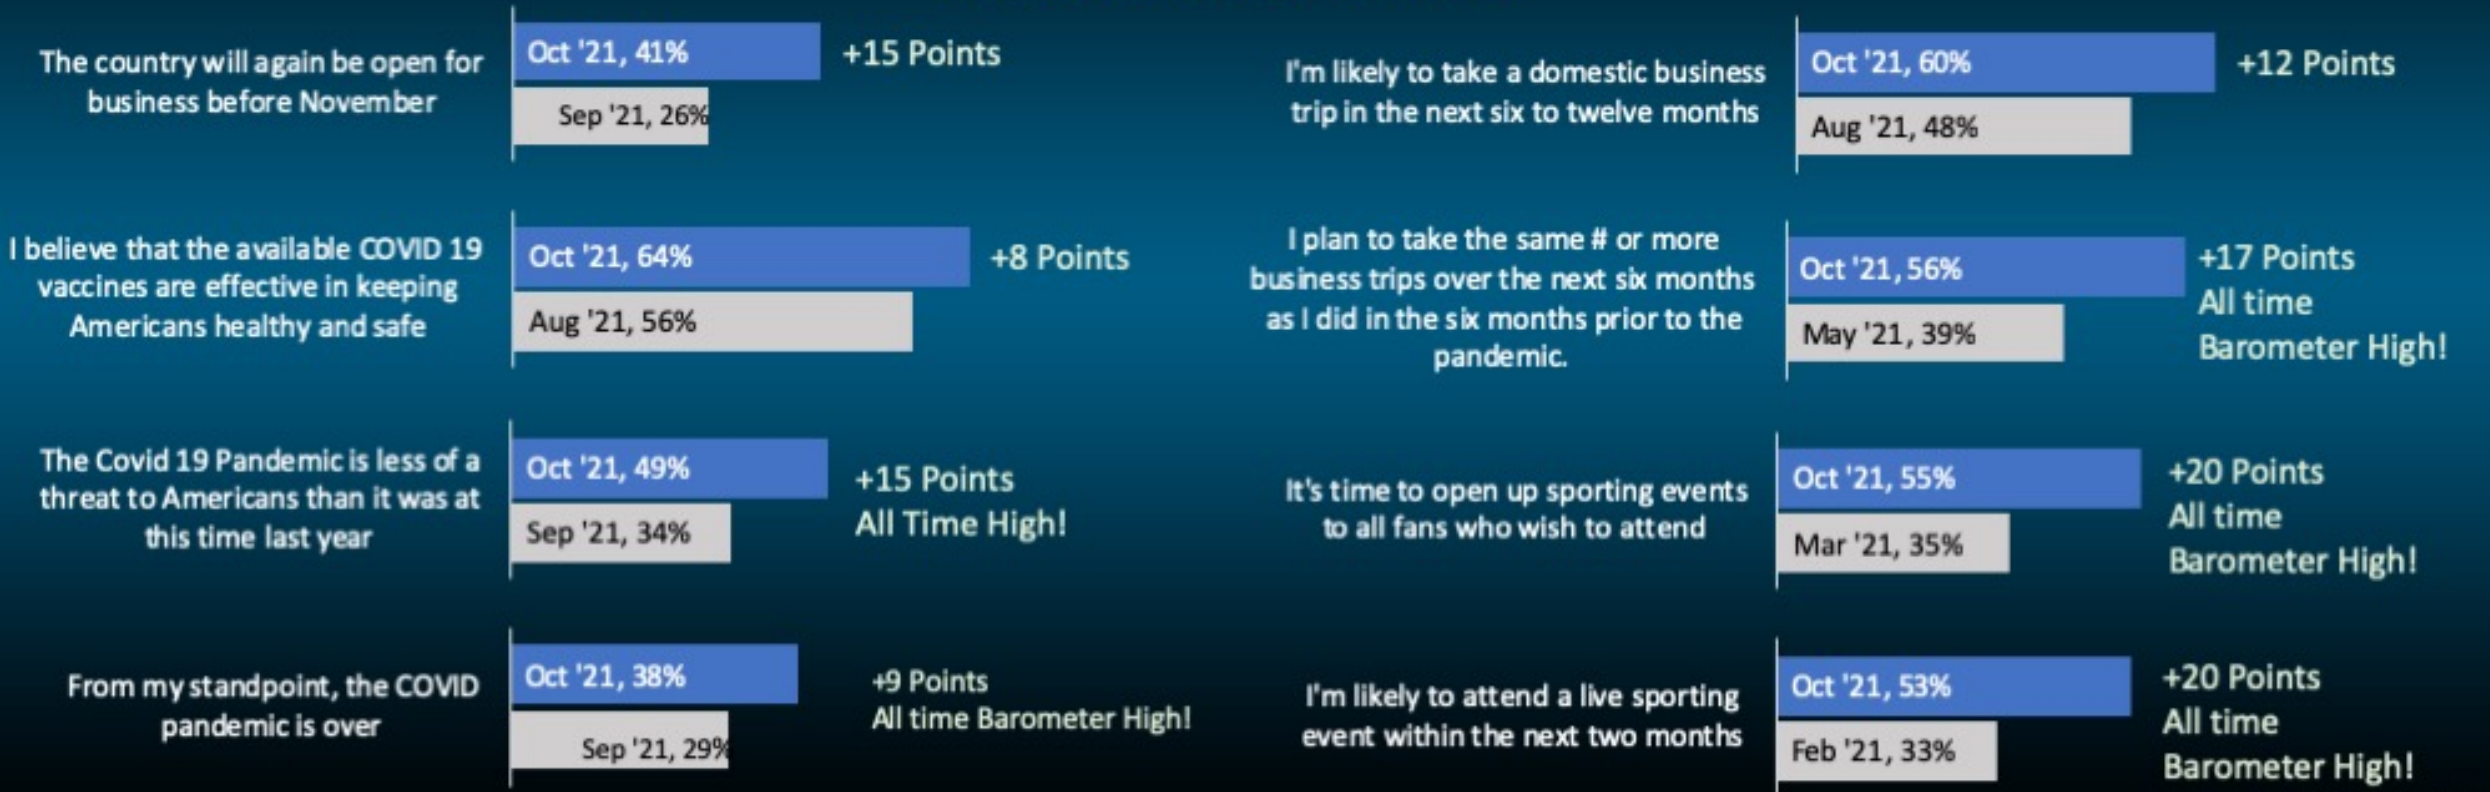 The country will again be open for
business before November
Oct '21, 41%
+15 Points
Sep '21, 26%
I believe that the available COVID 19
vaccines are effective in keeping
Americans healthy and safe
Oct '21, 64%
+8 Points
Aug '21, 56%
The Covid 19 Pandemic is less of a
threat to Americans than it was at
this time last year
Oct '21, 49%
Sep '21, 34%
+15 Points
All Time High!
From my standpoint, the COVID
pandemic is over
Oct '21, 38%
Sep '21, 29%
+9 Points
All time Barometer High!
I'm likely to take a domestic business
trip in the next six to twelve months
Oct '21, 60%
+12 Points
Aug '21, 48%
I plan to take the same # or more
business trips over the next six months
as I did in the six months prior to the
pandemic.
Oct '21, 56%
May '21, 39%
+17 Points
All time
Barometer High!
It's time to open up sporting events
to all fans who wish to attend
Oct '21, 55%
Mar '21, 35%
+20 Points
All time
Barometer High!
I'm likely to attend a live sporting
event within the next two months
Oct '21, 53%
Feb '21, 33%
+20 Points
All time
Barometer High!